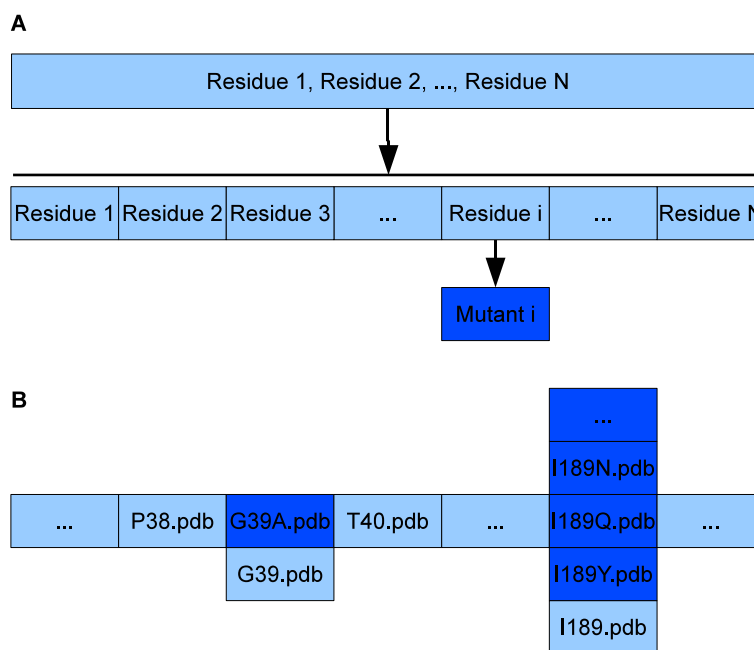 A
Residue 1, Residue 2, ..., Residue N
Residue 1 Residue 2 Residue 3 ... Residue i ... Residue N
Mutant i
B
...
I189N.pdb
... P38.pdb G39A.pdb T40.pdb ... I189Q.pdb ...
G39.pdb I189Y.pdb
I189.pdb